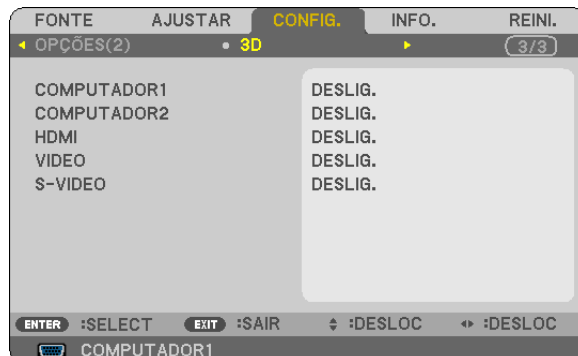 FONTE AJUSTAR CONFIG. INFO. REINI.
OPÇÕES(2) 3D 3/3
COMPUTADOR1 DESLIG.
COMPUTADOR2 DESLIG.
HDMI DESLIG.
VIDEO DESLIG.
S-VIDEO DESLIG.
ENTER :SELECT EXIT :SAIR :DESLOC :DESLOC
COMPUTADOR1